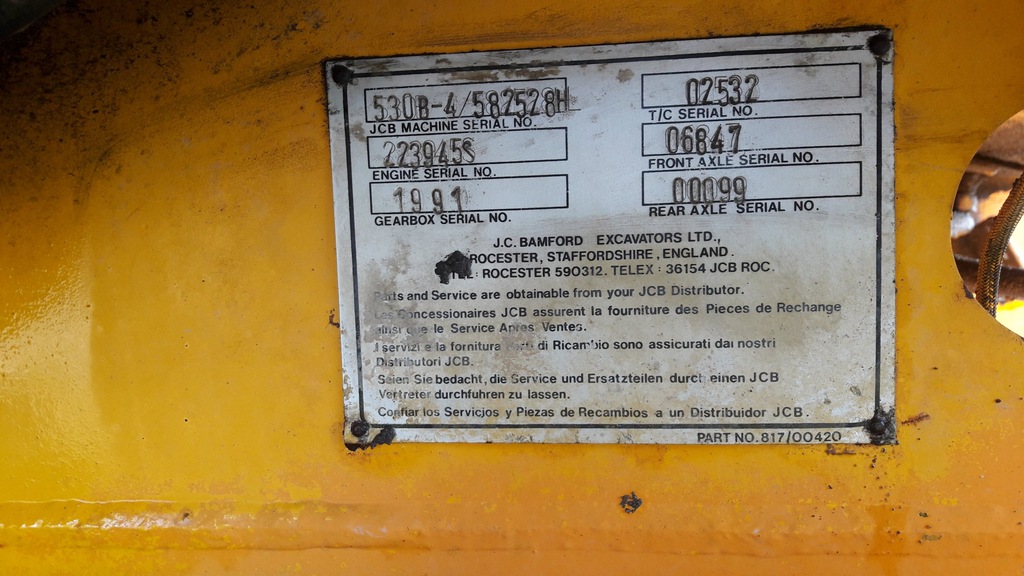 530B-4/582528H
JCB MACHINE SERIAL NO.
223945S
ENGINE SERIAL NO.
1991
GEARBOX SERIAL NO.
02532
T/C SERIAL NO.
06847
FRONT AXLE SERIAL NO.
00099
REAR AXLE SERIAL NO.
J.C. BAMFORD EXCAVATORS LTD.,
ROCESTER, STAFFORDSHIRE, ENGLAND.
: ROCESTER 590312. TELEX : 36154 JCB ROC.
Parts and Service are obtainable from your JCB Distributor.
Les Concessionaires JCB assurent la fourniture des Pieces de Rechange
ainsi que le Service Apres Ventes.
I servizi e la fornitura di Ricambio sono assicurati dai nostri
Distributori JCB.
Seien Sie bedacht, die Service und Ersatzteilen durch einen JCB
Vertreter durchfuhren zu lassen.
Confiar los Servicios y Piezas de Recambios a un Distribuidor JCB.
PART NO. 817/00420